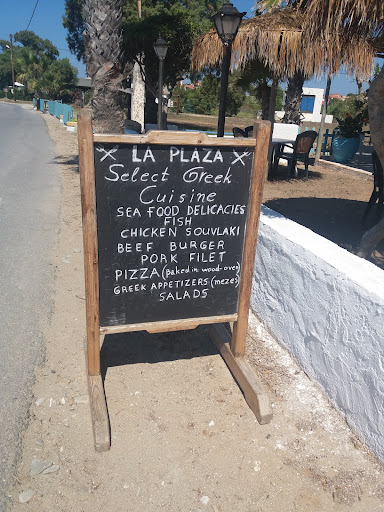 LA PLAZA
Select Greek
Cuisine
SEA FOOD DELICACIES
FISH
CHICKEN SOUVLAKI
BEEF BURGER
PORK FILET
PIZZA (baked in wood-oven)
GREEK APPETIZERS (mezes)
SALADS